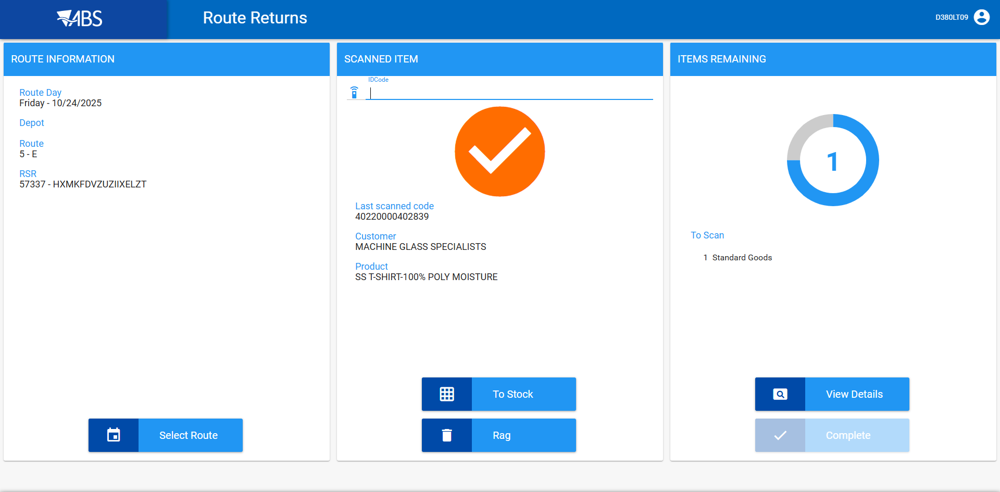 ABS
Route Returns
D380LT09
ROUTE INFORMATION
Route Day
Friday - 10/24/2025
Depot
Route
5 - E
RSR
57337 - HXMKFDVZUZIIXELZT
Select Route
SCANNED ITEM
IDCode
Last scanned code
40220000402839
Customer
MACHINE GLASS SPECIALISTS
Product
SS T-SHIRT-100% POLY MOISTURE
To Stock
Rag
ITEMS REMAINING
1
To Scan
1 Standard Goods
View Details
Complete